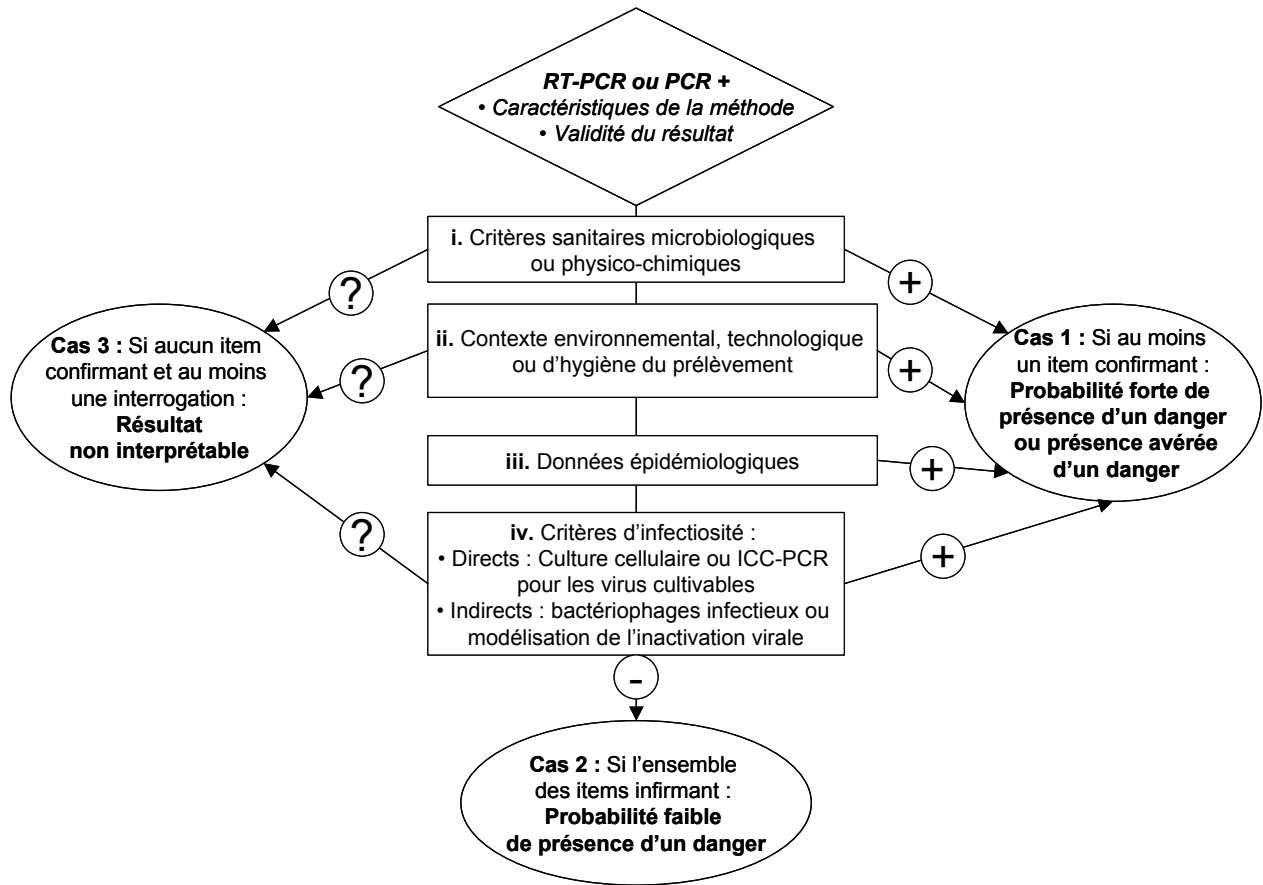 RT-PCR ou PCR +
• Caractéristiques de la méthode
• Validité du résultat
i. Critères sanitaires microbiologiques
ou physico-chimiques
?
+
ii. Contexte environnemental, technologique
ou d’hygiène du prélèvement
?
+
Cas 3 : Si aucun item
confirmant et au moins
une interrogation :
Résultat
non interprétable
Cas 1 : Si au moins
un item confirmant :
Probabilité forte de
présence d’un danger
ou présence avérée
d’un danger
iii. Données épidémiologiques
+
iv. Critères d’infectiosité :
• Directs : Culture cellulaire ou ICC-PCR
pour les virus cultivables
• Indirects : bactériophages infectieux ou
modélisation de l’inactivation virale
?
+
-
Cas 2 : Si l’ensemble
des items infirmant :
Probabilité faible
de présence d’un danger